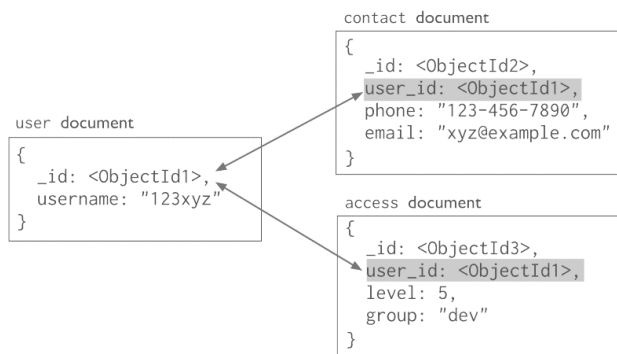 user document
{
_id: <ObjectId1>,
username: "123xyz"
}
contact document
{
_id: <ObjectId2>,
user_id: <ObjectId1>,
phone: "123-456-7890",
email: "xyz@example.com"
}
access document
{
_id: <ObjectId3>,
user_id: <ObjectId1>,
level: 5,
group: "dev"
}